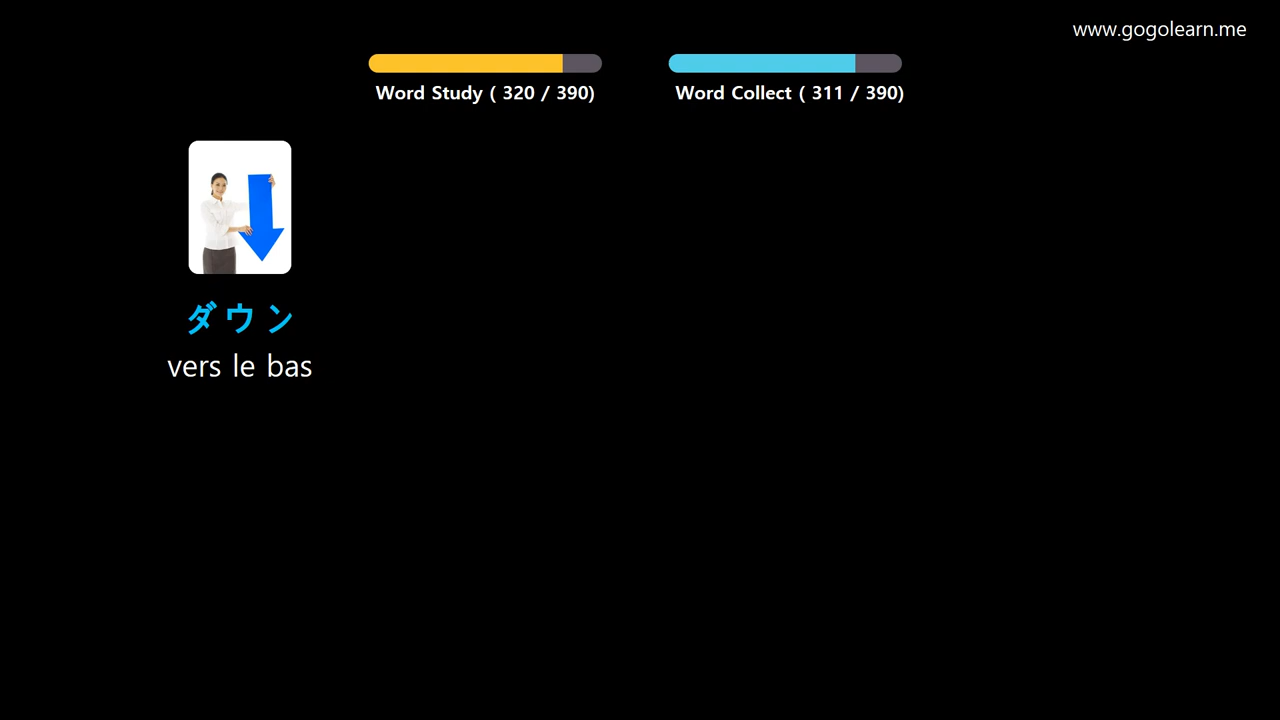 www.gogolearn.me
Word Study ( 320 / 390)
Word Collect ( 311 / 390)
ダウン
vers le bas